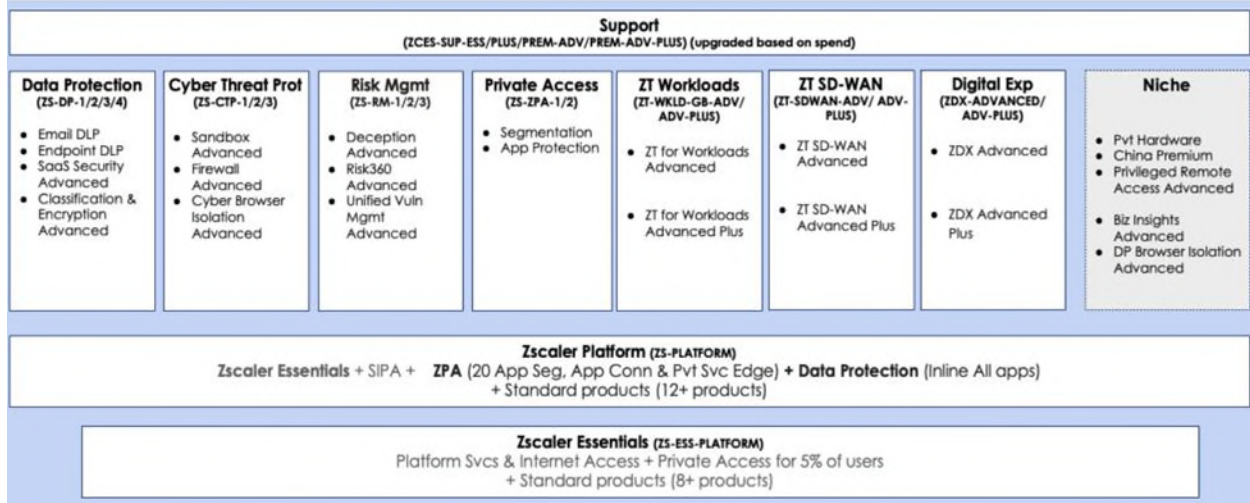 Support
(ZCES-SUP-ESS/PLUS/PREM-ADV/PREM-ADV-PLUS) (upgraded based on spend)
Data Protection
(ZS-DP-1/2/3/4)
● Email DLP
● Endpoint DLP
● SaaS Security
Advanced
● Classification &
Encryption
Advanced
Cyber Threat Prot
(ZS-CTP-1/2/3)
● Sandbox
Advanced
● Firewall
Advanced
● Cyber Browser
Isolation
Advanced
Risk Mgmt
(ZS-RM-1/2/3)
● Deception
Advanced
● Risk360
Advanced
● Unified Vuln
Mgmt
Advanced
Private Access
(ZS-ZPA-1/2)
● Segmentation
● App Protection
ZT Workloads
(ZT-WKLD-GB-ADV/
ADV-PLUS)
● ZT for Workloads
Advanced
● ZT for Workloads
Advanced Plus
ZT SD-WAN
(ZT-SDWAN-ADV/ ADV-
PLUS)
● ZT SD-WAN
Advanced
● ZT SD-WAN
Advanced Plus
Digital Exp
(ZDX-ADVANCED/
ADV-PLUS)
● ZDX Advanced
● ZDX Advanced
Plus
Niche
● Pvt Hardware
● China Premium
● Privileged Remote
Access Advanced
● Biz Insights
Advanced
● DP Browser Isolation
Advanced
Zscaler Platform (ZS-PLATFORM)
Zscaler Essentials + SIPA + ZPA (20 App Seg, App Conn & Pvt Svc Edge) + Data Protection (Inline All apps)
+ Standard products (12+ products)
Zscaler Essentials (ZS-ESS-PLATFORM)
Platform Svcs & Internet Access + Private Access for 5% of users
+ Standard products (8+ products)